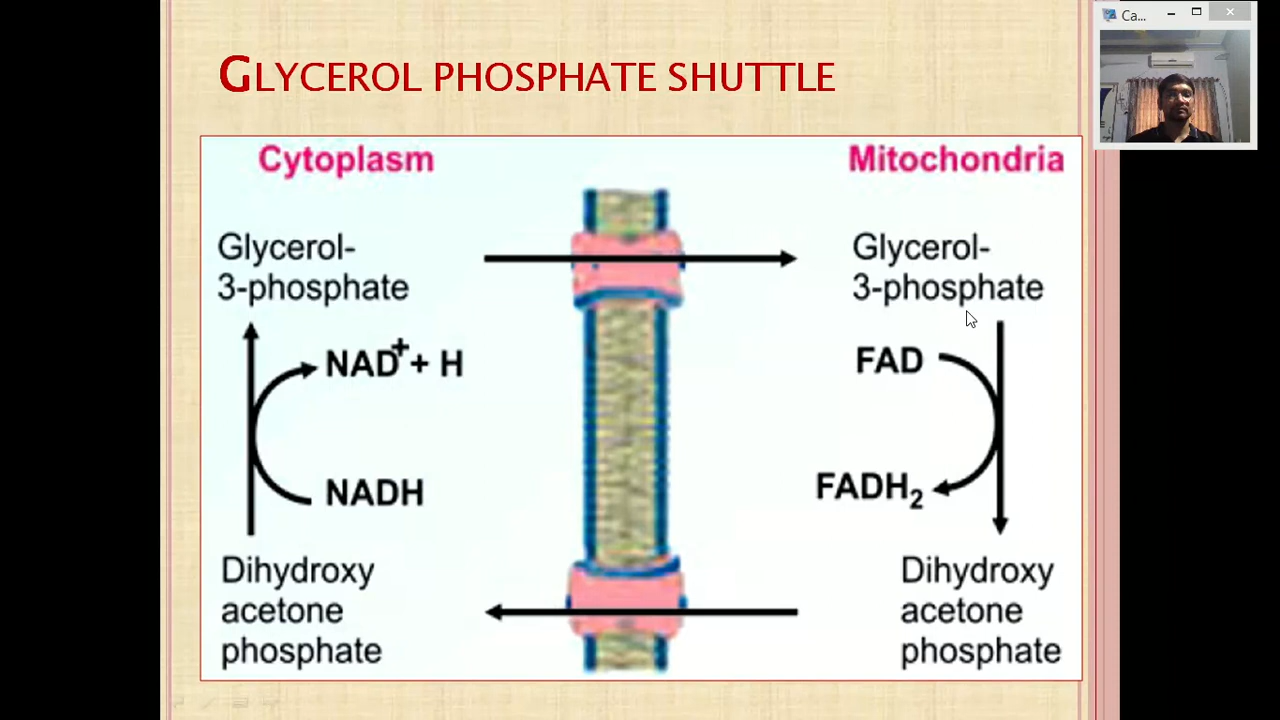 GLYCEROL PHOSPHATE SHUTTLE
Ca...
Cytoplasm
Mitochondria
Glycerol-
3-phosphate
Glycerol-
3-phosphate
NAD+ + H
FAD
NADH
FADH2
Dihydroxy
acetone
phosphate
Dihydroxy
acetone
phosphate